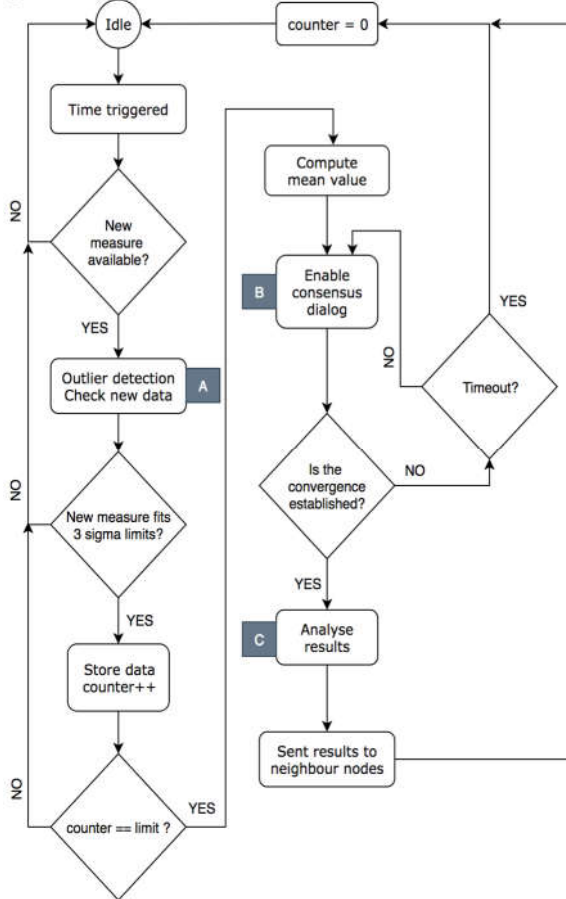 Idle
counter = 0
Time triggered
New
measure
available?
NO
YES
Outlier detection
Check new data
A
New measure fits
3 sigma limits?
NO
YES
Store data
counter++
counter == limit ?
NO
YES
Compute
mean value
B
Enable
consensus
dialog
Is the
convergence
established?
NO
YES
Timeout?
NO
YES
C
Analyse
results
Sent results to
neighbour nodes